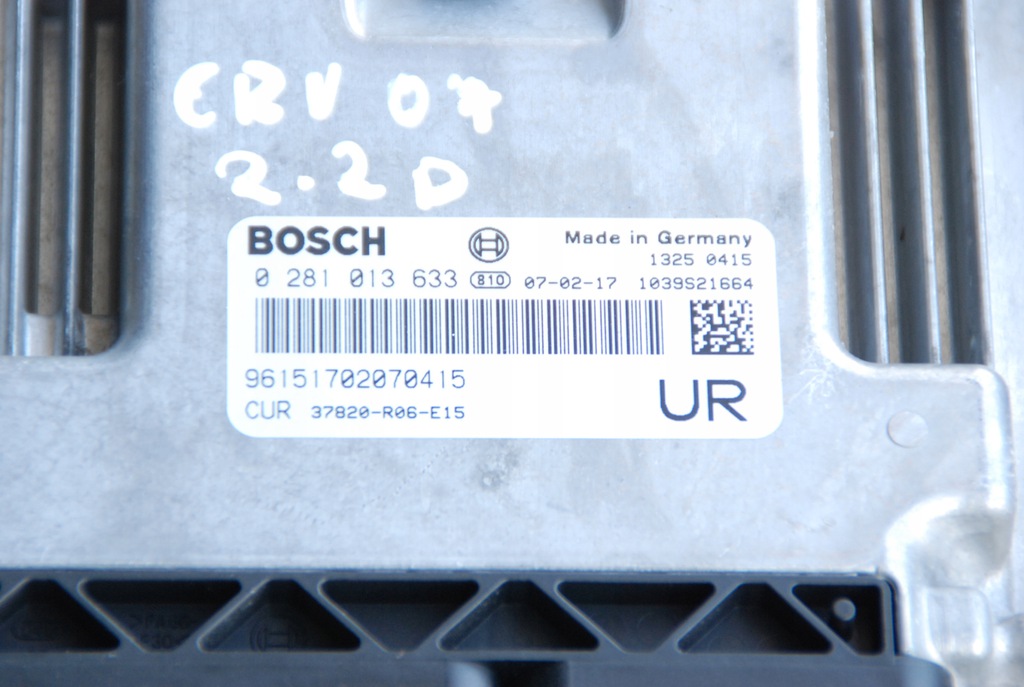 CRV 07
2.2D
BOSCH Made in Germany
1325 0415
0 281 013 633 810 07-02-17 1039S21664
96151702070415
CUR 37820-R06-E15 UR